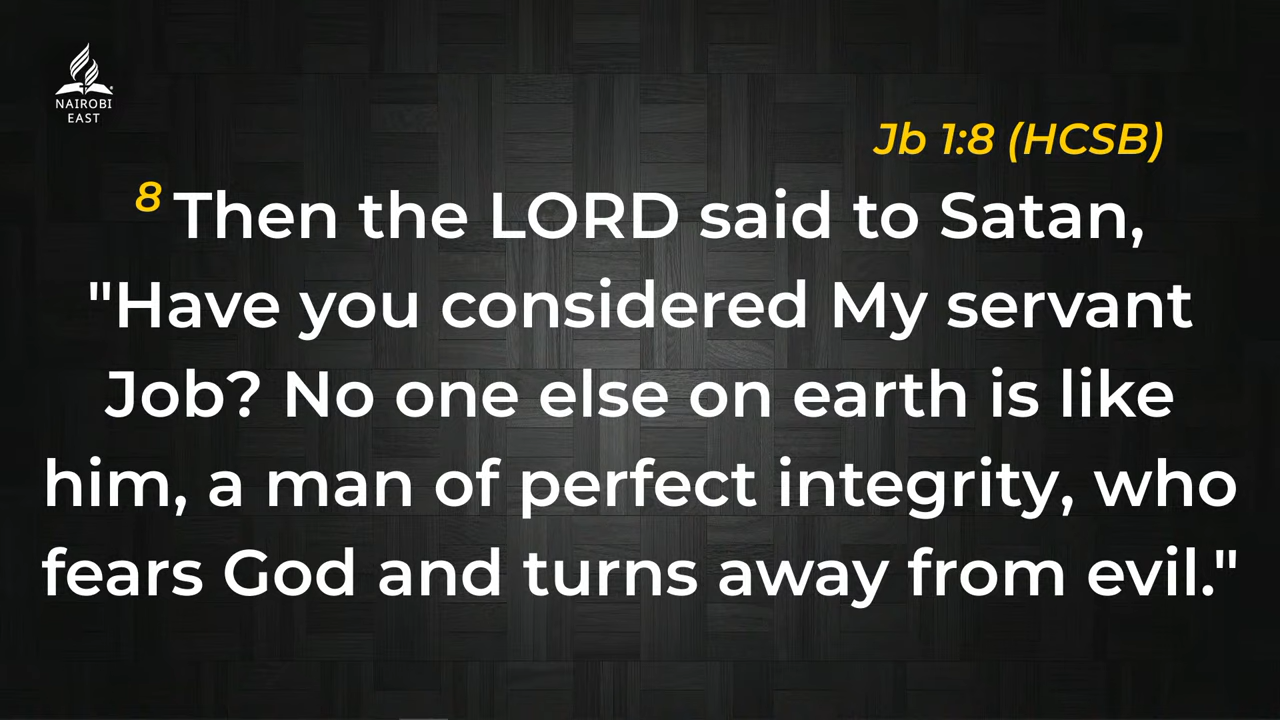 NAIROBI
EAST
Jb 1:8 (HCSB)
8 Then the LORD said to Satan,
"Have you considered My servant
Job? No one else on earth is like
him, a man of perfect integrity, who
fears God and turns away from evil."